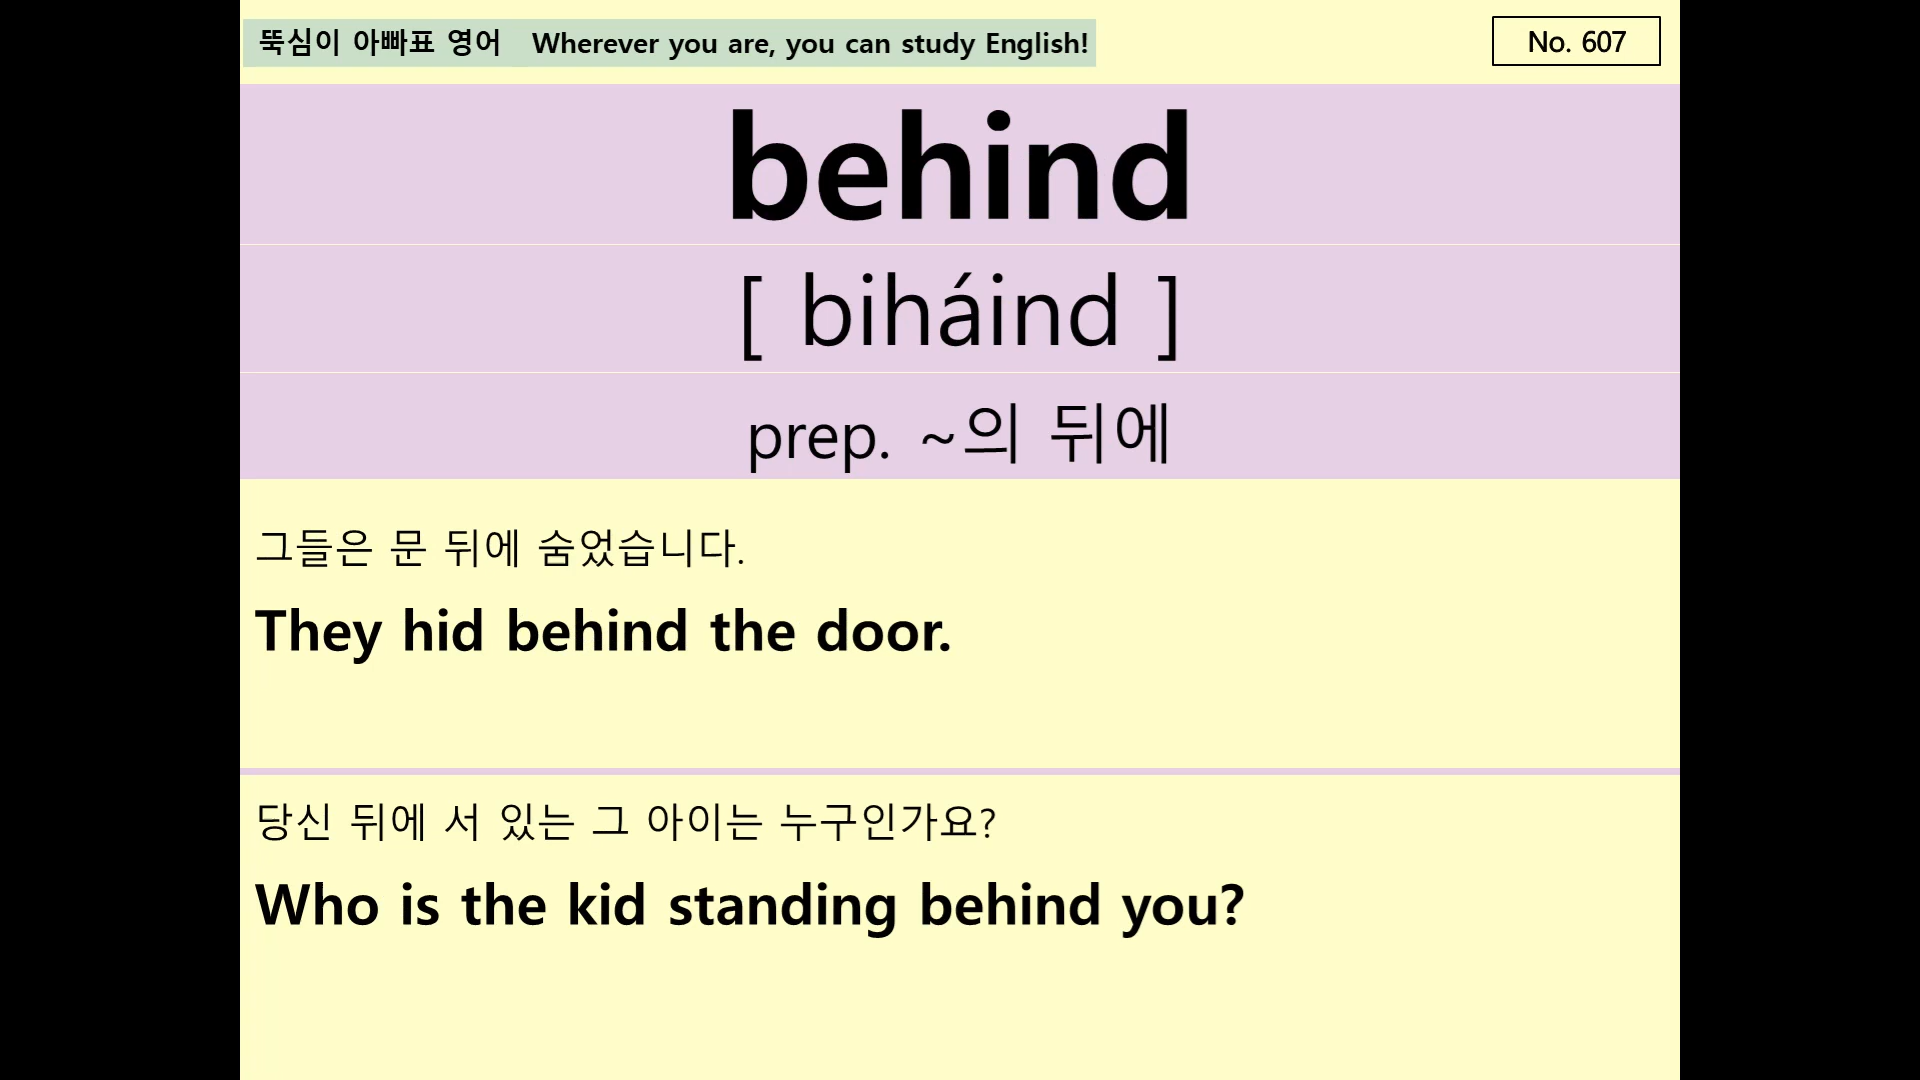 뚝심이 아빠표 영어 Wherever you are, you can study English!
No. 607
behind
[ biháind ]
prep. ~의 뒤에
그들은 문 뒤에 숨었습니다.
They hid behind the door.
당신 뒤에 서 있는 그 아이는 누구인가요?
Who is the kid standing behind you?